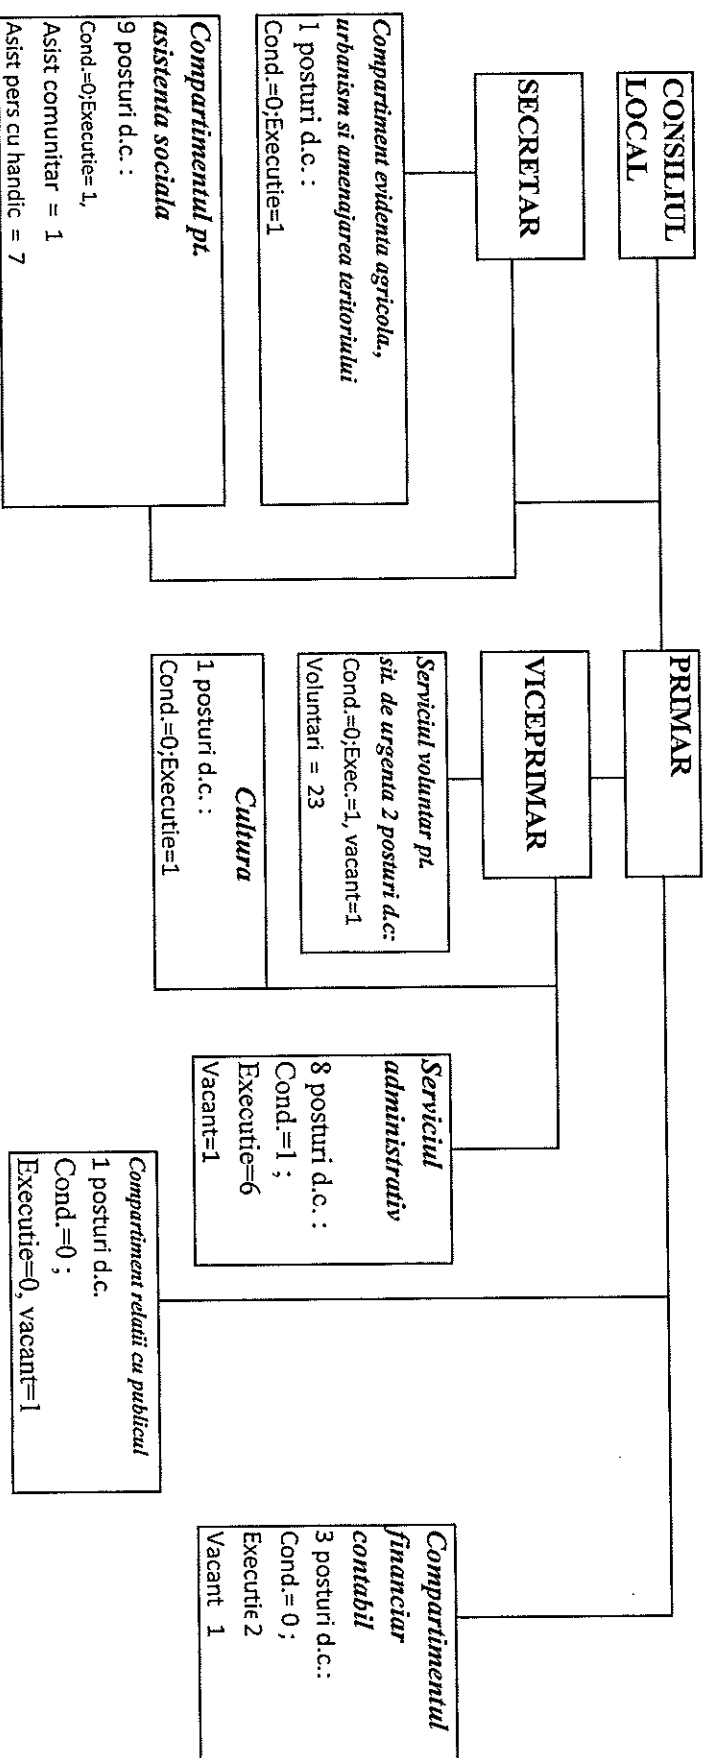 CONSILIUL
LOCAL
PRIMAR
SECRETAR
VICEPRIMAR
Compartiment evidenta agricola.,
urbanism si amenajarea teritoriului
1 posturi d.c. :
Cond.=0;Executie=1
Serviciul voluntar pt.
sit. de urgenta 2 posturi d.c:
Cond.=0;Exec.=1, vacant=1
Voluntari = 23
Serviciul
administrativ
8 posturi d.c. :
Cond.=1 ;
Executie=6
Vacant=1
Compartimentul
financiar
contabil
3 posturi d.c.:
Cond.= 0 ;
Executie 2
Vacant 1
Compartimentul pt.
asistenta sociala
9 posturi d.c. :
Cond.=0;Executie= 1,
Asist comunitar = 1
Asist pers cu handic = 7
Cultura
1 posturi d.c. :
Cond.=0;Executie=1
Compartiment relatii cu publicul
1 posturi d.c.
Cond.=0 ;
Executie=0, vacant=1